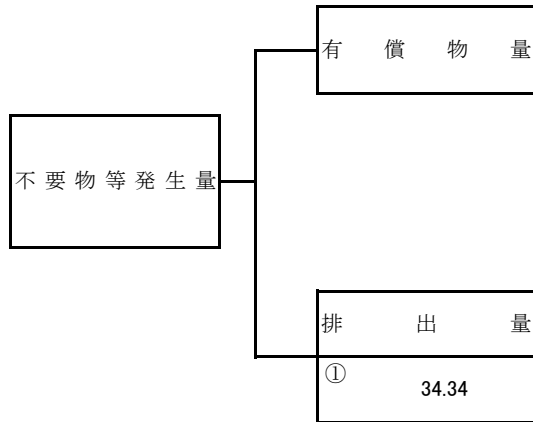 有償物量
不要物等発生量
排出量
①
34.34